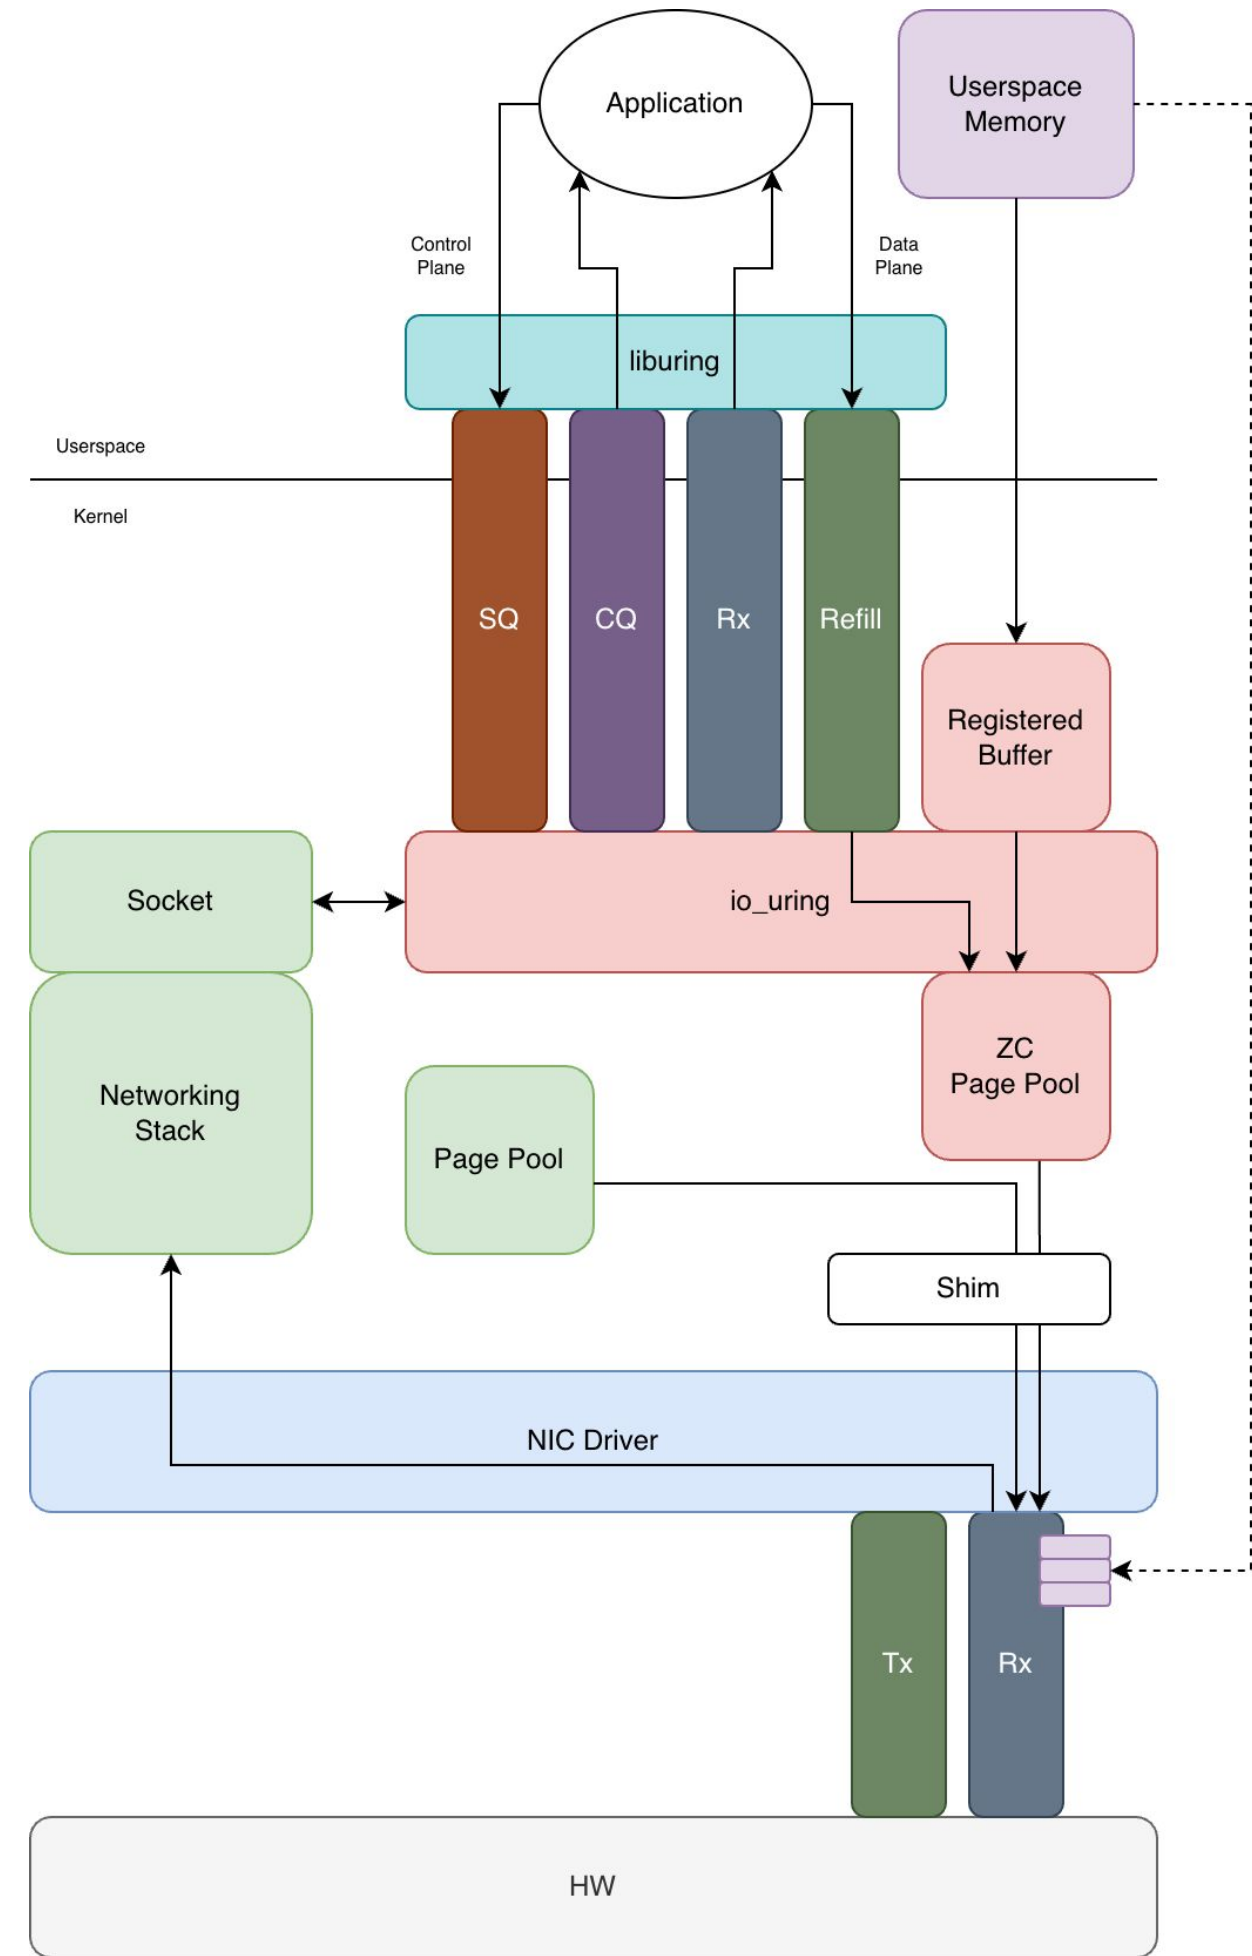 Application
Userspace
Memory
Control
Plane
Data
Plane
liburing
Userspace
Kernel
SQ
CQ
Rx
Refill
Registered
Buffer
Socket
io_uring
ZC
Page Pool
Networking
Stack
Page Pool
Shim
NIC Driver
Tx
Rx
HW